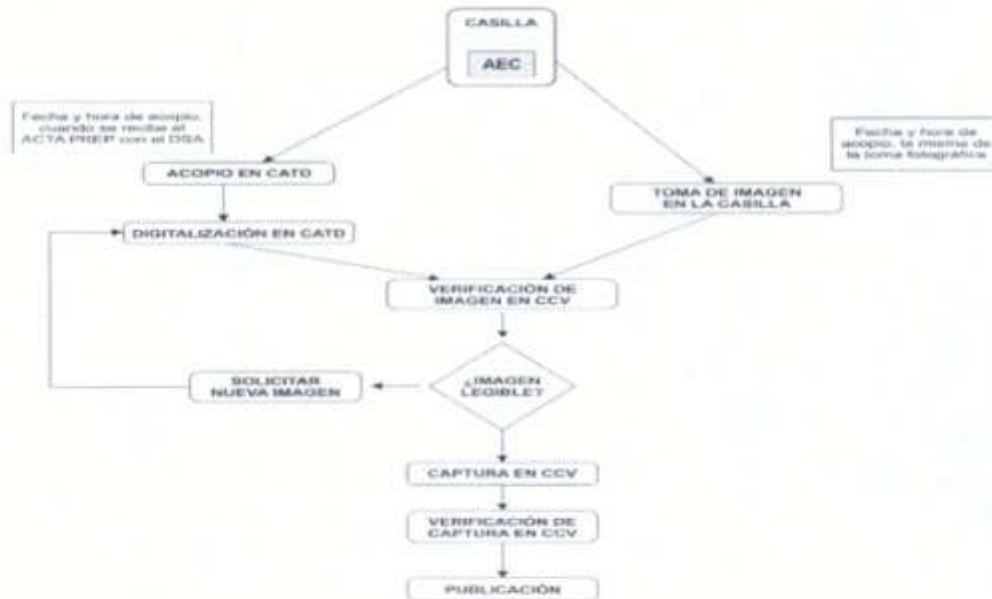 CASILLA
AEC
Fecha y hora de acopio,
cuando se recibe el
ACTA PREP con el DSA
Fecha y hora de
acopio, la misma de
la toma fotográfica
ACOPIO EN CATD
TOMA DE IMAGEN
EN LA CASILLA
DIGITALIZACIÓN EN CATD
VERIFICACIÓN DE
IMAGEN EN CCV
SOLICITAR
NUEVA IMAGEN
¿IMAGEN
LEGIBLE?
CAPTURA EN CCV
VERIFICACIÓN DE
CAPTURA EN CCV
PUBLICACIÓN